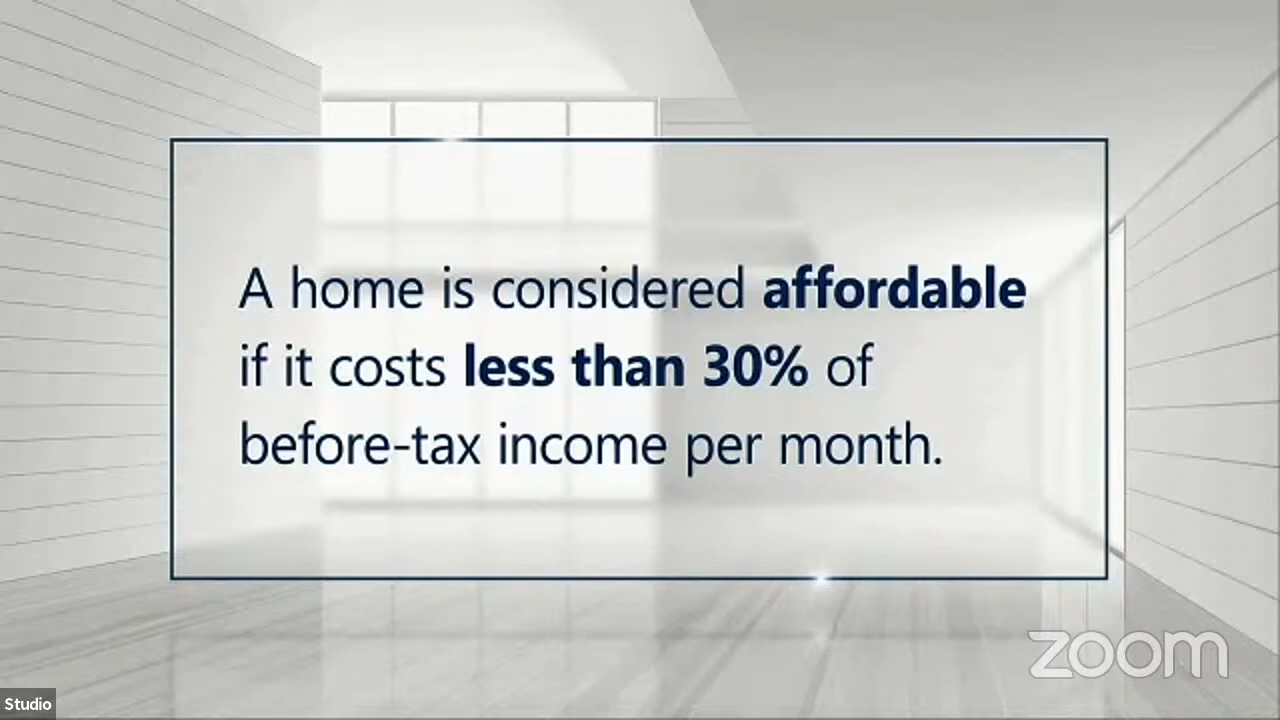 A home is considered affordable
if it costs less than 30% of
before-tax income per month.
zoom
Studio